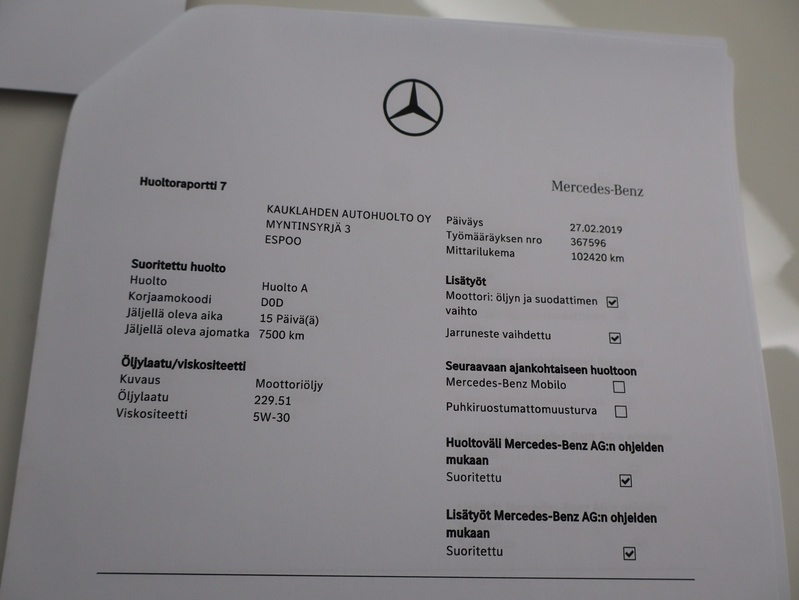 Huoltoraportti 7
Mercedes-Benz
KAUKLAHDEN AUTOHUOLTO OY
MYNTINSYRJÄ 3
ESPOO
Päiväys 27.02.2019
Työmääräyksen nro 367596
Mittarilukema 102420 km
Suoritettu huolto
Huolto Huolto A
Korjaamokoodi D0D
Jäljellä oleva aika 15 Päivä(ä)
Jäljellä oleva ajomatka 7500 km
Öljylaatu/viskositeetti
Kuvaus Moottoriöljy
Öljylaatu 229.51
Viskositeetti 5W-30
Lisätyöt
Moottori: öljyn ja suodattimen
vaihto
Jarruneste vaihdettu
Seuraavaan ajankohtaiseen huoltoon
Mercedes-Benz Mobilo
Puhkiruostumattomuusturva
Huoltoväli Mercedes-Benz AG:n ohjeiden
mukaan
Suoritettu
Lisätyöt Mercedes-Benz AG:n ohjeiden
mukaan
Suoritettu